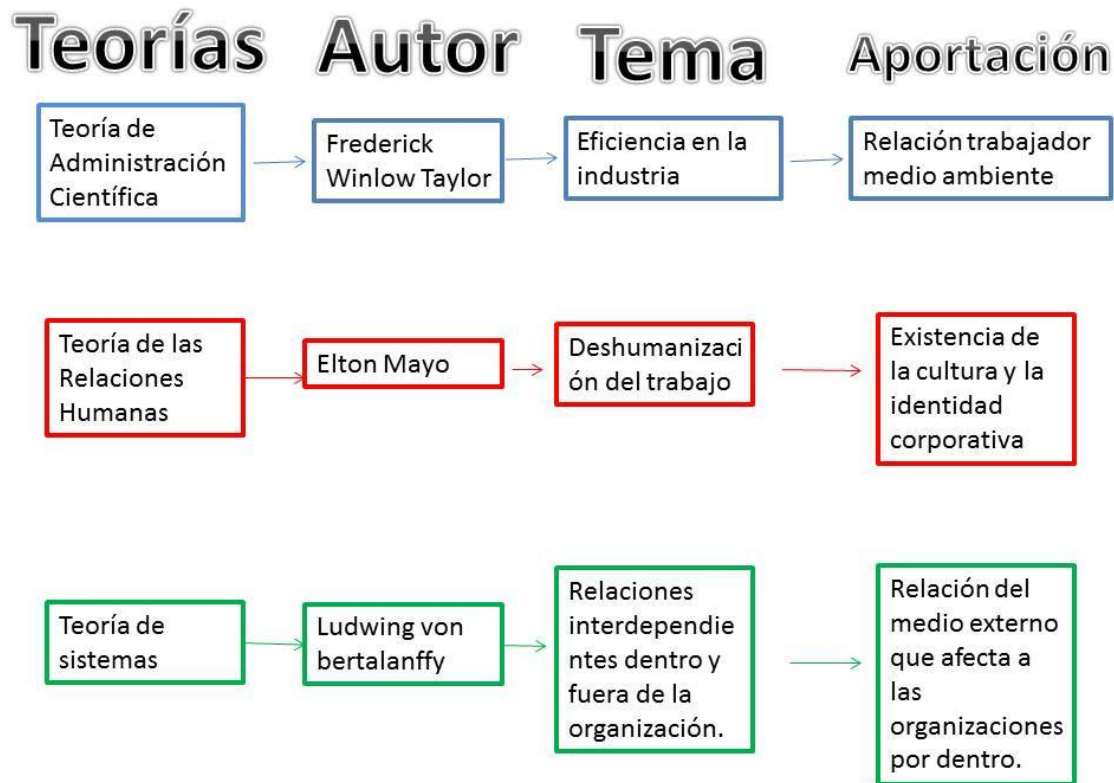 Teorías Autor Tema Aportación
Teoría de
Administración
Científica
Frederick
Winlow Taylor
Eficiencia en la
industria
Relación trabajador
medio ambiente
Teoría de las
Relaciones
Humanas
Elton Mayo
Deshumanizaci
ón del trabajo
Existencia de
la cultura y la
identidad
corporativa
Teoría de
sistemas
Ludwing von
bertalanffy
Relaciones
interdependie
ntes dentro y
fuera de la
organización.
Relación del
medio externo
que afecta a
las
organizaciones
por dentro.